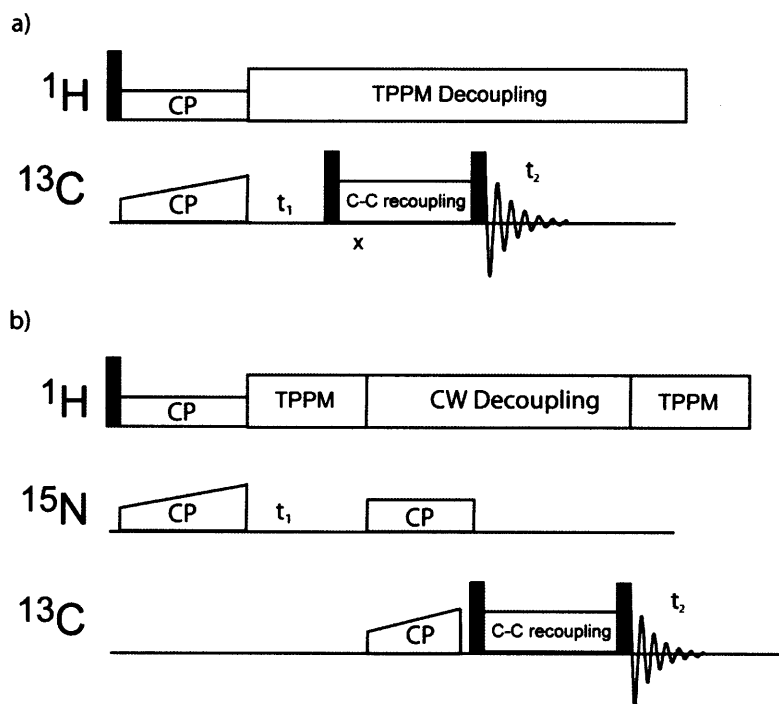 a)
¹H
CP
TPPM Decoupling
¹³C
CP
t₁
C-C recoupling
t₂
x
b)
¹H
CP
TPPM
CW Decoupling
TPPM
¹⁵N
CP
t₁
CP
¹³C
CP
C-C recoupling
t₂